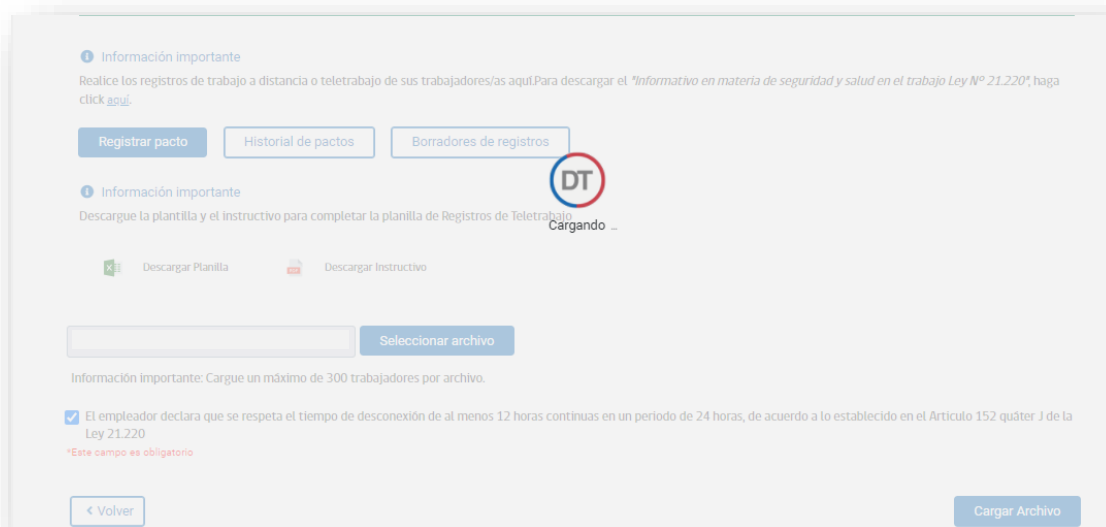 Información importante
Realice los registros de trabajo a distancia o teletrabajo de sus trabajadores/as aquí.Para descargar el "Informativo en materia de seguridad y salud en el trabajo Ley Nº 21.220", haga
click aquí.
Registrar pacto Historial de pactos Borradores de registros
DT
Información importante
Descargue la plantilla y el instructivo para completar la planilla de Registros de Teletrabajo
Cargando ...
Descargar Planilla Descargar Instructivo
Seleccionar archivo
Información importante: Cargue un máximo de 300 trabajadores por archivo.
El empleador declara que se respeta el tiempo de desconexión de al menos 12 horas continuas en un periodo de 24 horas, de acuerdo a lo establecido en el Articulo 152 quáter J de la
Ley 21.220
*Este campo es obligatorio
< Volver Cargar Archivo